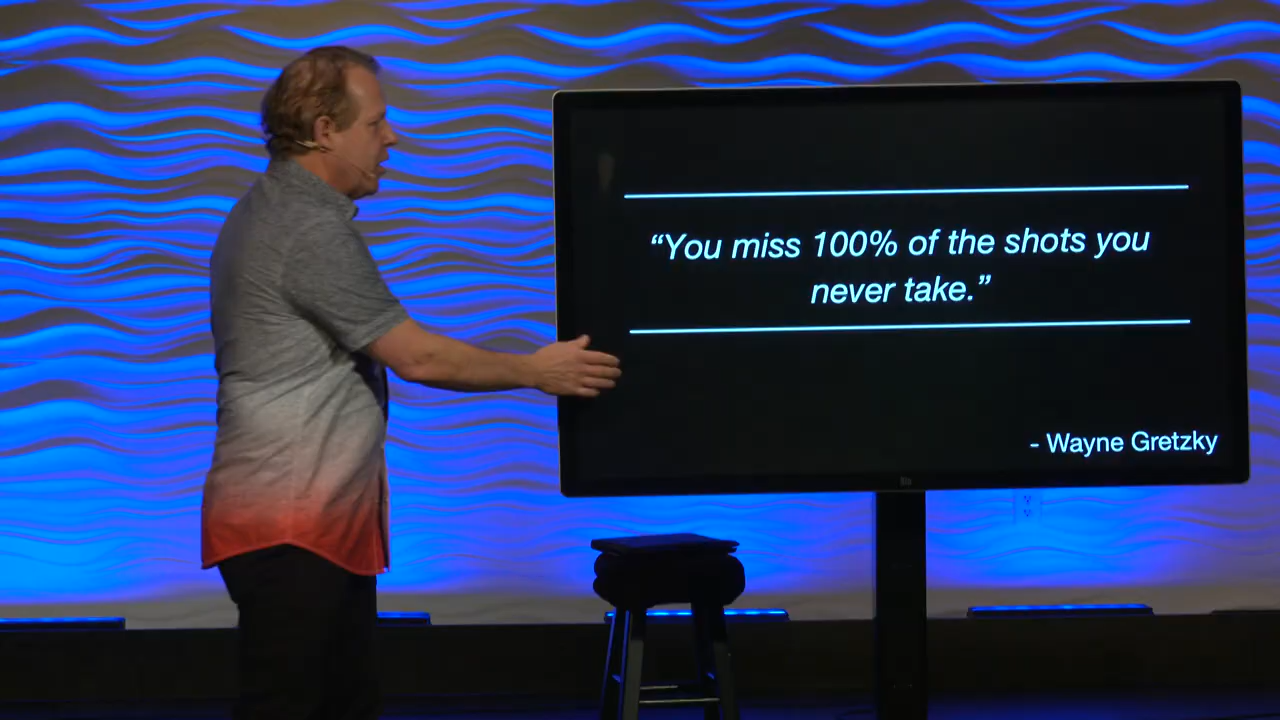 “You miss 100% of the shots you
never take.”
- Wayne Gretzky